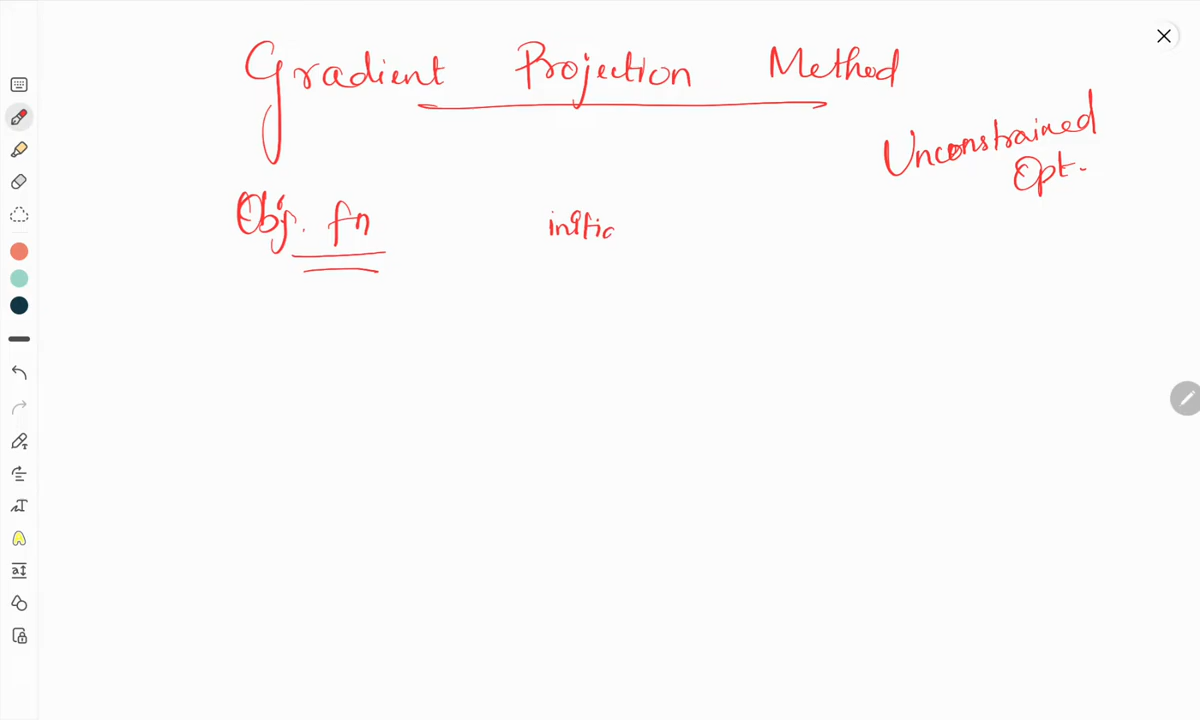 Gradient Projection Method
Unconstrained
Opt.
Obj. fn initia